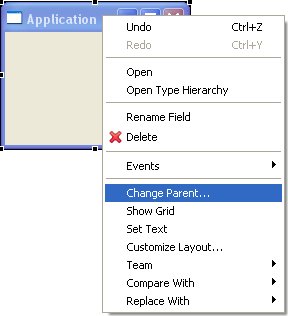 Application
Undo Ctrl+Z
Redo Ctrl+Y
Open
Open Type Hierarchy
Rename Field
Delete
Events
Change Parent...
Show Grid
Set Text
Customize Layout...
Team
Compare With
Replace With